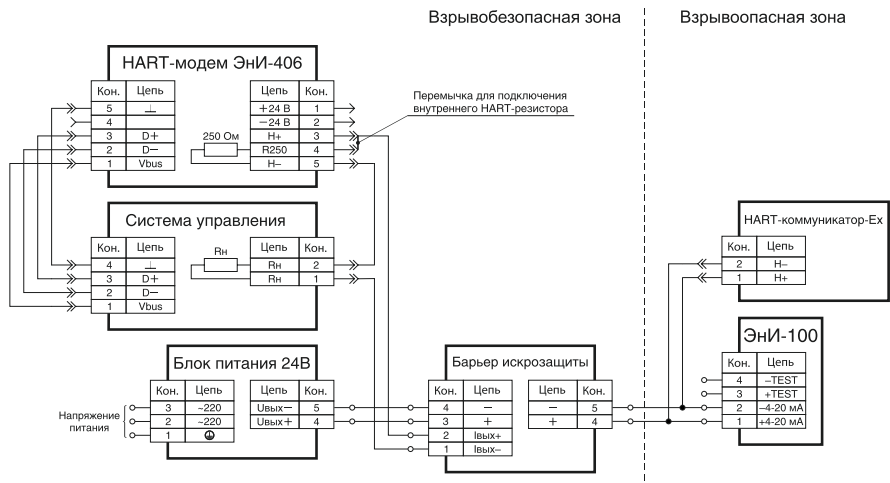 Взрывобезопасная зона
Взрывоопасная зона
HART-модем ЭнИ-406
Кон. Цепь
5 ⊥
4
3 D+
2 D−
1 Vbus
250 Ом
Цепь Кон.
+24 В 1
−24 В 2
H+ 3
R250 4
H− 5
Перемычка для подключения
внутреннего HART-резистора
Система управления
Кон. Цепь
4 ⊥
3 D+
2 D−
1 Vbus
Rн
Цепь Кон.
Rн 2
Rн 1
HART-коммуникатор-Ex
Кон. Цепь
2 H−
1 H+
Блок питания 24В
Напряжение
питания
Кон. Цепь
3 ~220
2 ~220
1 ⏚
Цепь Кон.
Uвых− 5
Uвых+ 4
Барьер искрозащиты
Кон. Цепь
4 −
3 +
2 Iвых+
1 Iвых−
Цепь Кон.
− 5
+ 4
ЭнИ-100
Кон. Цепь
4 −TEST
3 +TEST
2 −4-20 мА
1 +4-20 мА